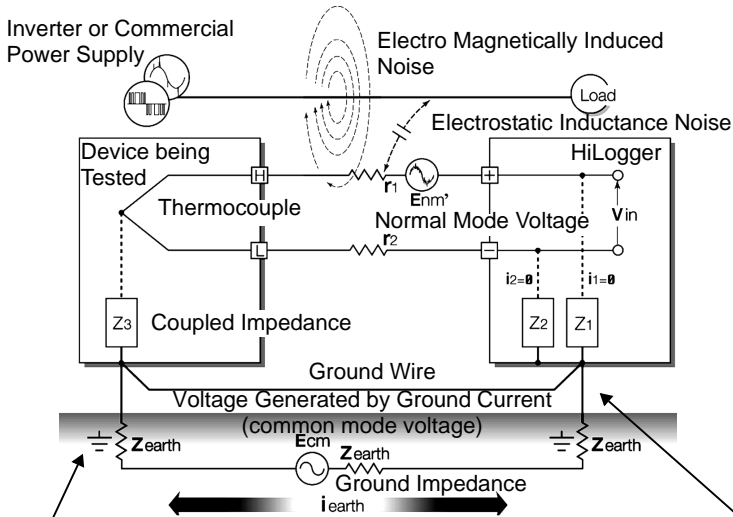 Inverter or Commercial
Power Supply
Electro Magnetically Induced
Noise
Load
Electrostatic Inductance Noise
Device being
Tested
HiLogger
H
r1
Enm'
+
Thermocouple
Normal Mode Voltage
Vin
L
r2
−
i2=0
i1=0
Z3
Coupled Impedance
Z2
Z1
Ground Wire
Voltage Generated by Ground Current
(common mode voltage)
Zearth
Ecm
Zearth
Zearth
Ground Impedance
iearth